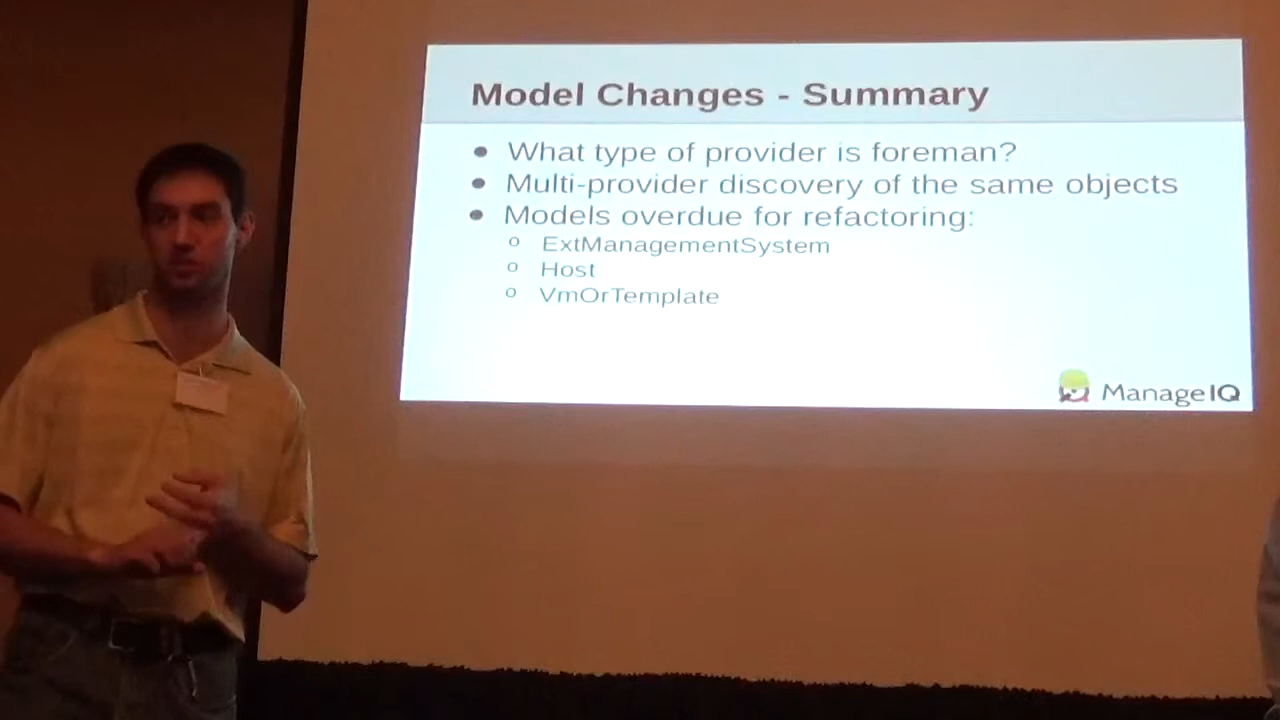 Model Changes - Summary
What type of provider is foreman?
Multi-provider discovery of the same objects
Models overdue for refactoring:
ExtManagementSystem
Host
VmOrTemplate
ManageIQ